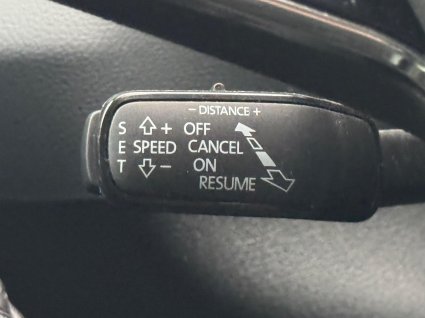 - DISTANCE +
S ⇧ + OFF
E SPEED CANCEL
T ⇩ - ON
RESUME